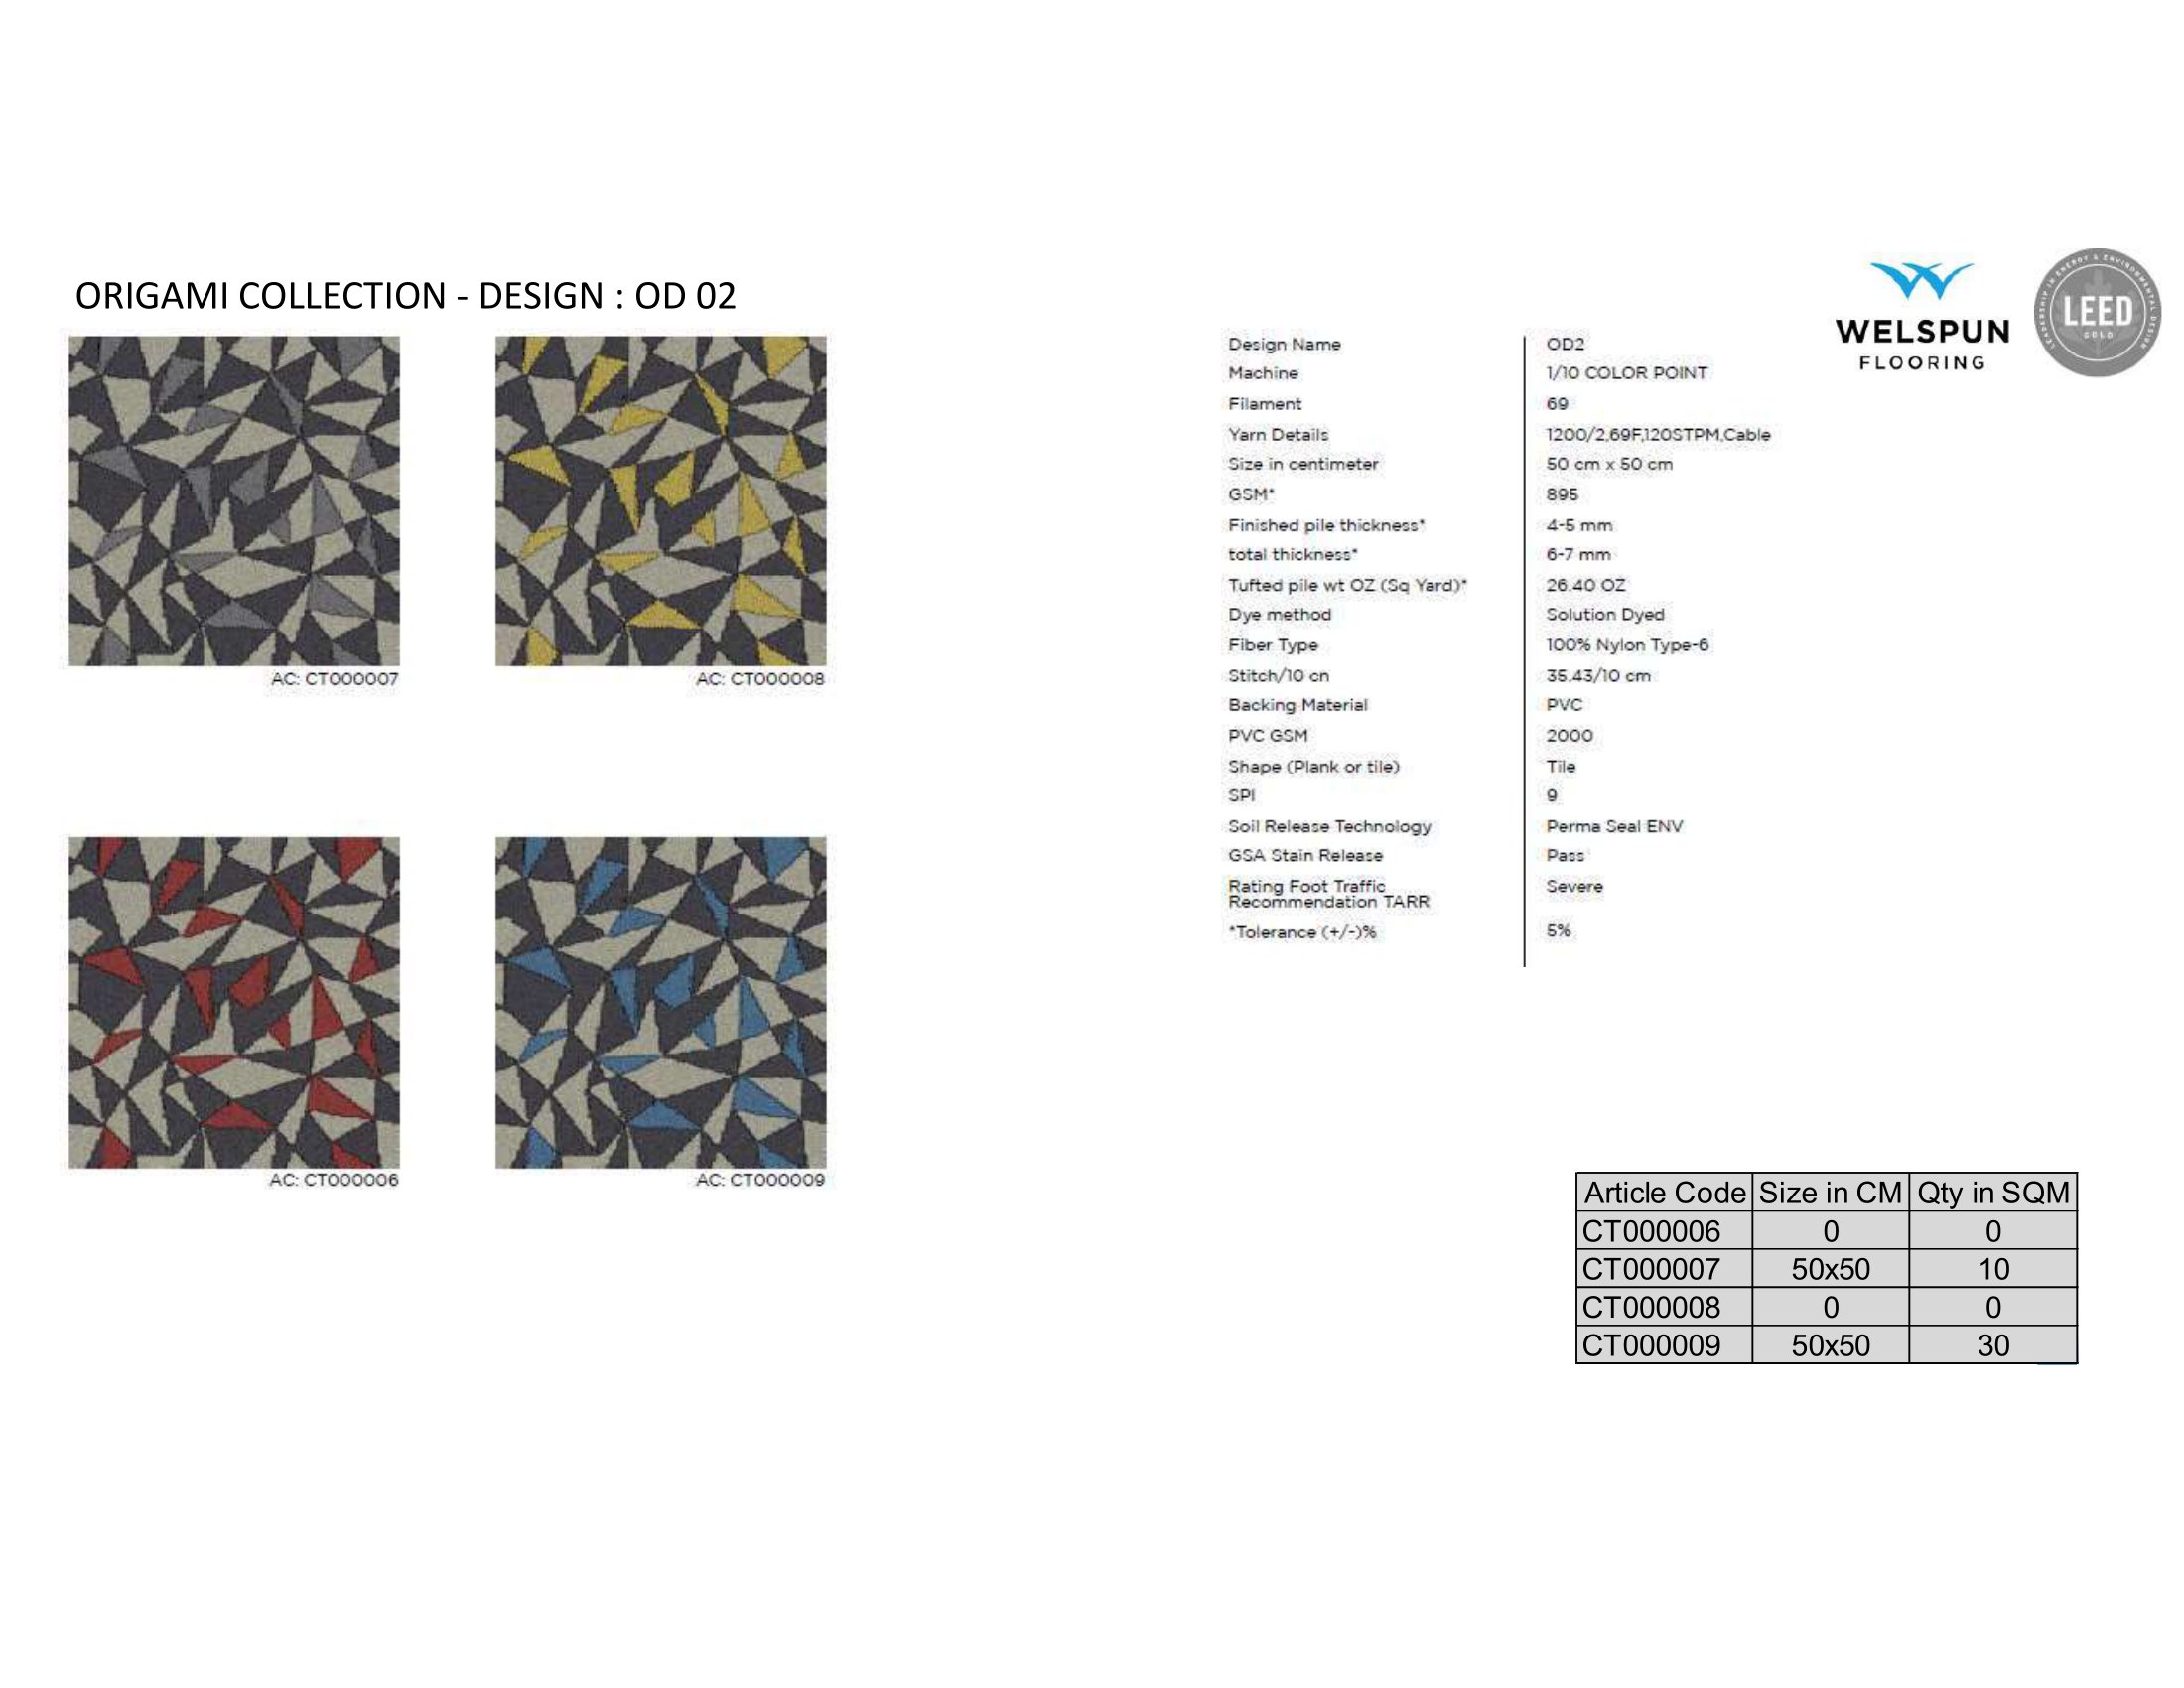 ORIGAMI COLLECTION - DESIGN : OD 02
AC: CT000007
AC: CT000008
AC: CT000006
AC: CT000009
WELSPUN
FLOORING
LEADERSHIP IN ENERGY & ENVIRONMENTAL DESIGN
LEED
GOLD
Design Name OD2
Machine 1/10 COLOR POINT
Filament 69
Yarn Details 1200/2,69F,120STPM,Cable
Size in centimeter 50 cm x 50 cm
GSM* 895
Finished pile thickness* 4-5 mm
total thickness* 6-7 mm
Tufted pile wt OZ (Sq Yard)* 26.40 OZ
Dye method Solution Dyed
Fiber Type 100% Nylon Type-6
Stitch/10 cn 35.43/10 cm
Backing Material PVC
PVC GSM 2000
Shape (Plank or tile) Tile
SPI 9
Soil Release Technology Perma Seal ENV
GSA Stain Release Pass
Rating Foot Traffic Severe
Recommendation TARR
*Tolerance (+/-)% 5%
Article Code Size in CM Qty in SQM
CT000006 0 0
CT000007 50x50 10
CT000008 0 0
CT000009 50x50 30